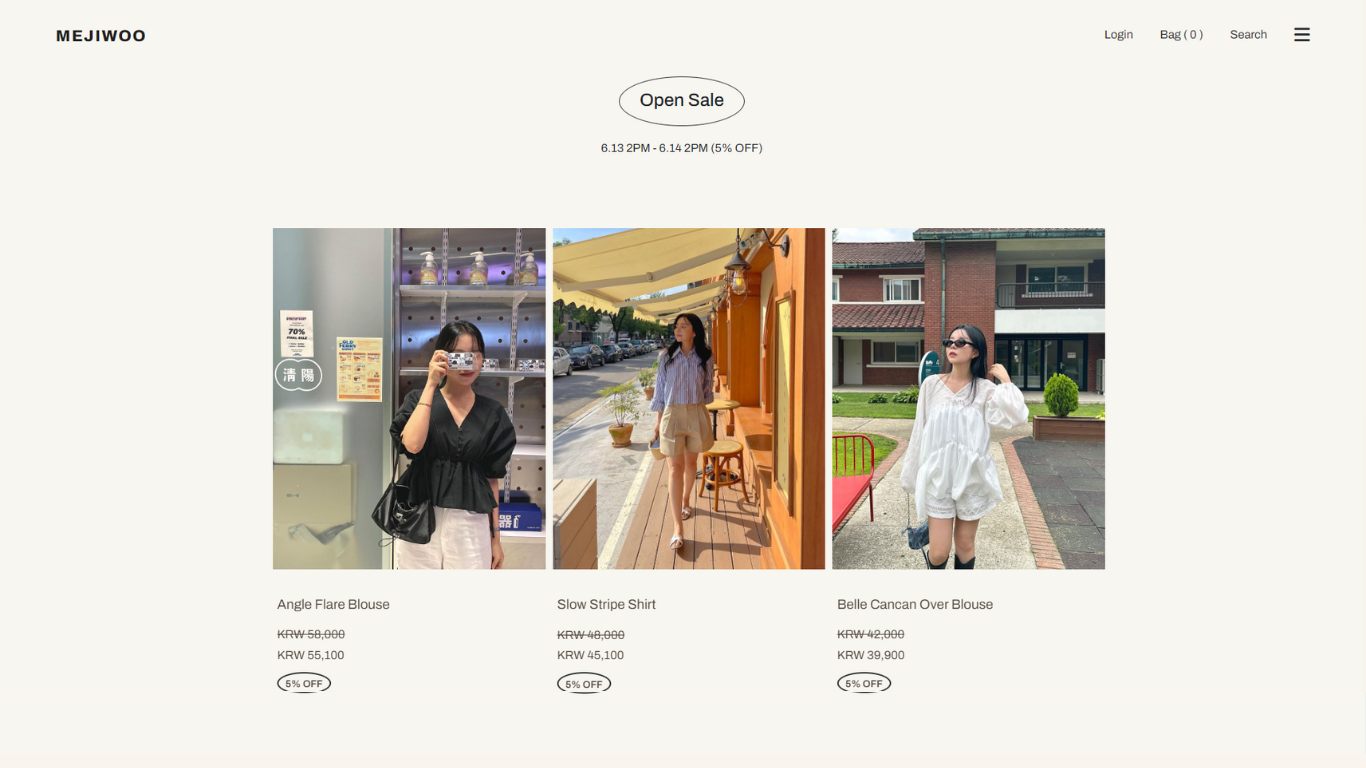 MEJIWOO
Login Bag ( 0 ) Search
Open Sale
6.13 2PM - 6.14 2PM (5% OFF)
70%
清陽
器
Angle Flare Blouse
KRW 58,000
KRW 55,100
5% OFF
Slow Stripe Shirt
KRW 48,000
KRW 45,100
5% OFF
Belle Cancan Over Blouse
KRW 42,000
KRW 39,900
5% OFF